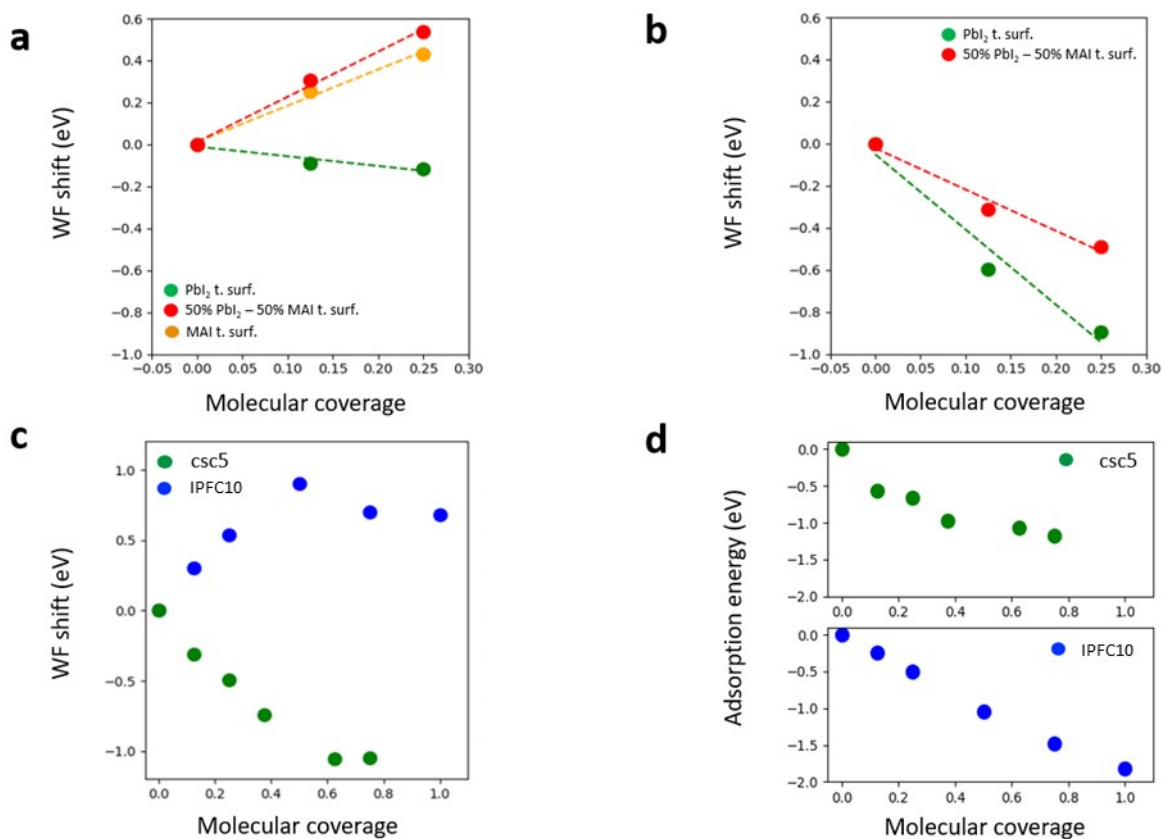 a
WF shift (eV)
0.6
0.4
0.2
0.0
−0.2
−0.4
−0.6
−0.8
−1.0
PbI₂ t. surf.
50% PbI₂ – 50% MAI t. surf.
MAI t. surf.
−0.05 0.00 0.05 0.10 0.15 0.20 0.25 0.30
Molecular coverage
b
WF shift (eV)
0.6
0.4
0.2
0.0
−0.2
−0.4
−0.6
−0.8
−1.0
PbI₂ t. surf.
50% PbI₂ – 50% MAI t. surf.
−0.05 0.00 0.05 0.10 0.15 0.20 0.25 0.30
Molecular coverage
c
WF shift (eV)
1.0
0.5
0.0
−0.5
−1.0
csc5
IPFC10
0.0 0.2 0.4 0.6 0.8 1.0
Molecular coverage
d
Adsorption energy (eV)
0.0
−0.5
−1.0
−1.5
−2.0
csc5
0.0 0.2 0.4 0.6 0.8 1.0
0.0
−0.5
−1.0
−1.5
−2.0
IPFC10
0.0 0.2 0.4 0.6 0.8 1.0
Molecular coverage